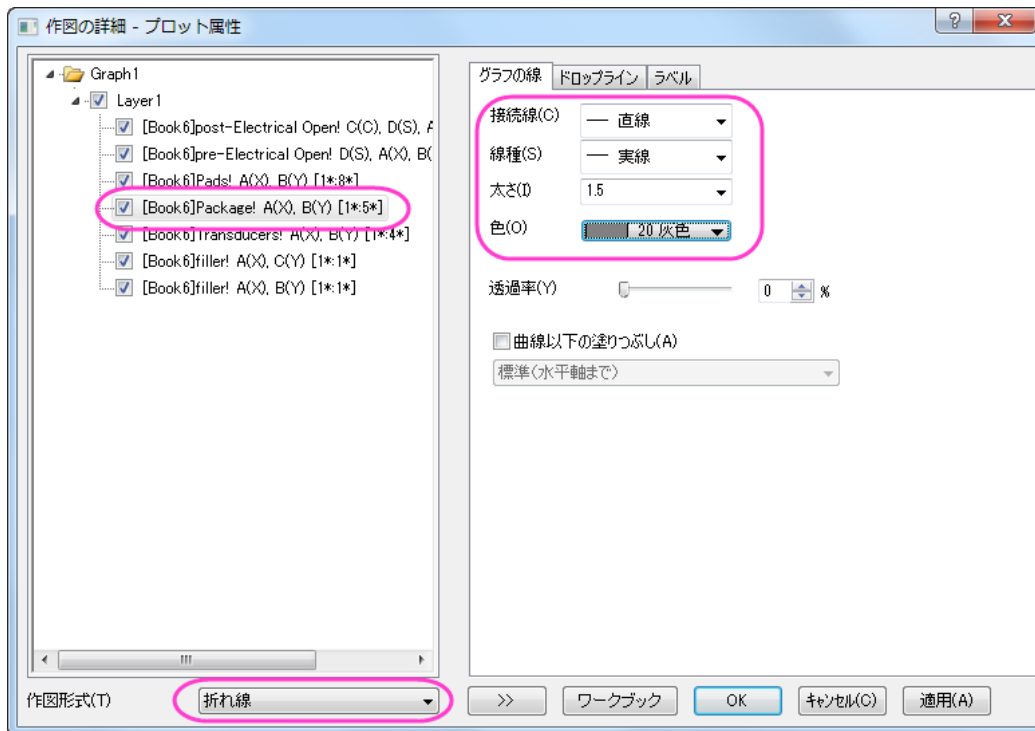 作図の詳細 - プロット属性
Graph1
Layer1
[Book6]post-Electrical Open! C(C), D(S), A
[Book6]pre-Electrical Open! D(S), A(X), B(
[Book6]Pads! A(X), B(Y) [1*:8*]
[Book6]Package! A(X), B(Y) [1*:5*]
[Book6]Transducers! A(X), B(Y) [1*:4*]
[Book6]filler! A(X), C(Y) [1*:1*]
[Book6]filler! A(X), B(Y) [1*:1*]
作図形式(T) 折れ線
グラフの線 ドロップライン ラベル
接続線(C) 直線
線種(S) 実線
太さ(I) 1.5
色(O) 20 灰色
透過率(Y) 0 %
曲線以下の塗りつぶし(A)
標準(水平軸まで)
>> ワークブック OK キャンセル(C) 適用(A)